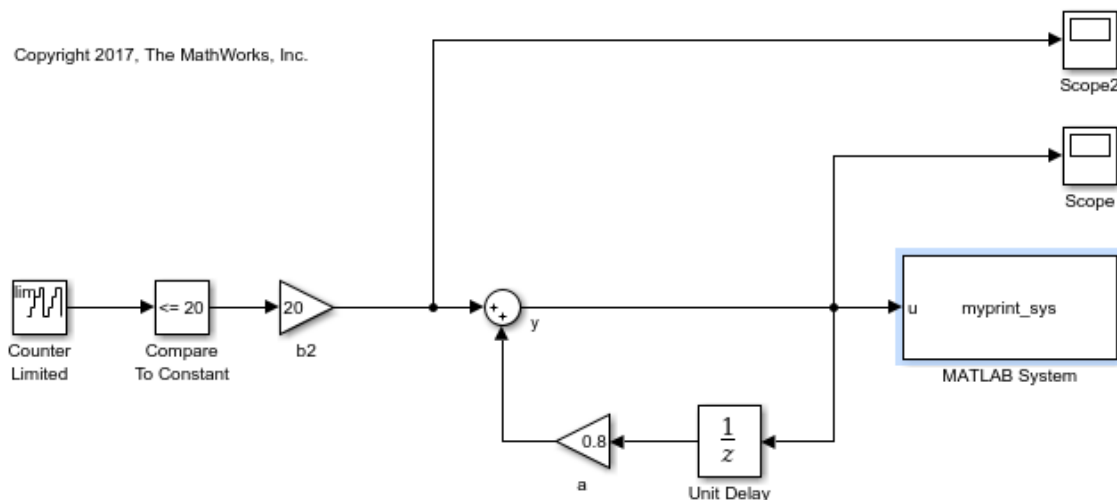 Copyright 2017, The MathWorks, Inc.
Scope2
Scope
lim
<= 20
20
+
+
y
u
myprint_sys
Counter
Limited
Compare
To Constant
b2
MATLAB System
0.8
1
z
a
Unit Delay